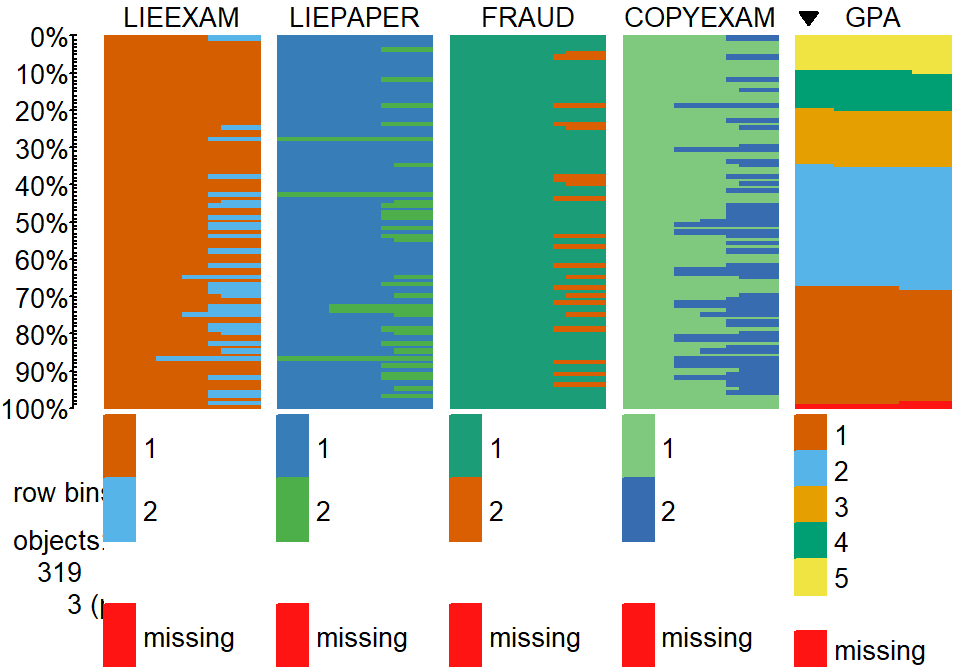 LIEEXAM LIEPAPER FRAUD COPYEXAM GPA
0%
10%
20%
30%
40%
50%
60%
70%
80%
90%
100%
1 1 1 1 1
2
row bins 2 2 2 2 3
objects: 4
319 5
3 (
missing missing missing missing missing